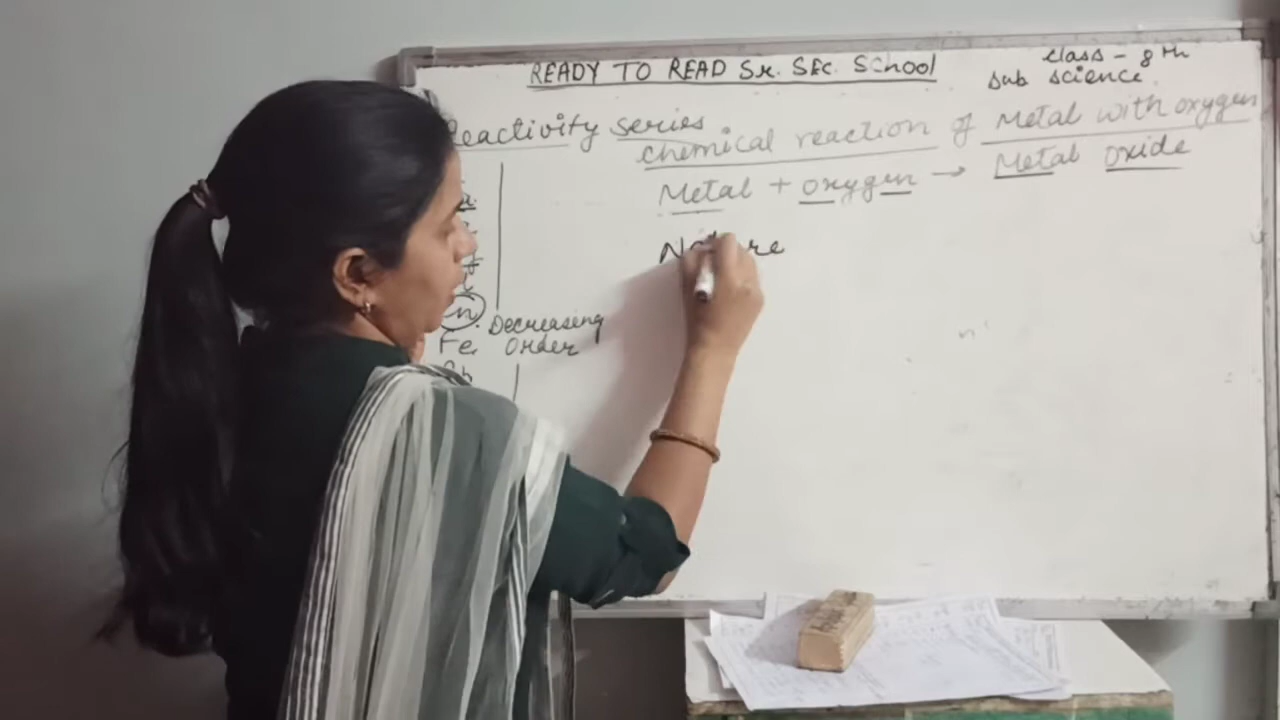 READY TO READ Sr. SEC. SCHOOL
Class - 8th
Sub Science
Reactivity series
chemical reaction of Metal with oxygen
Metal + oxygen → Metal oxide
Nature
Decreasing
Fe. Order
Pb